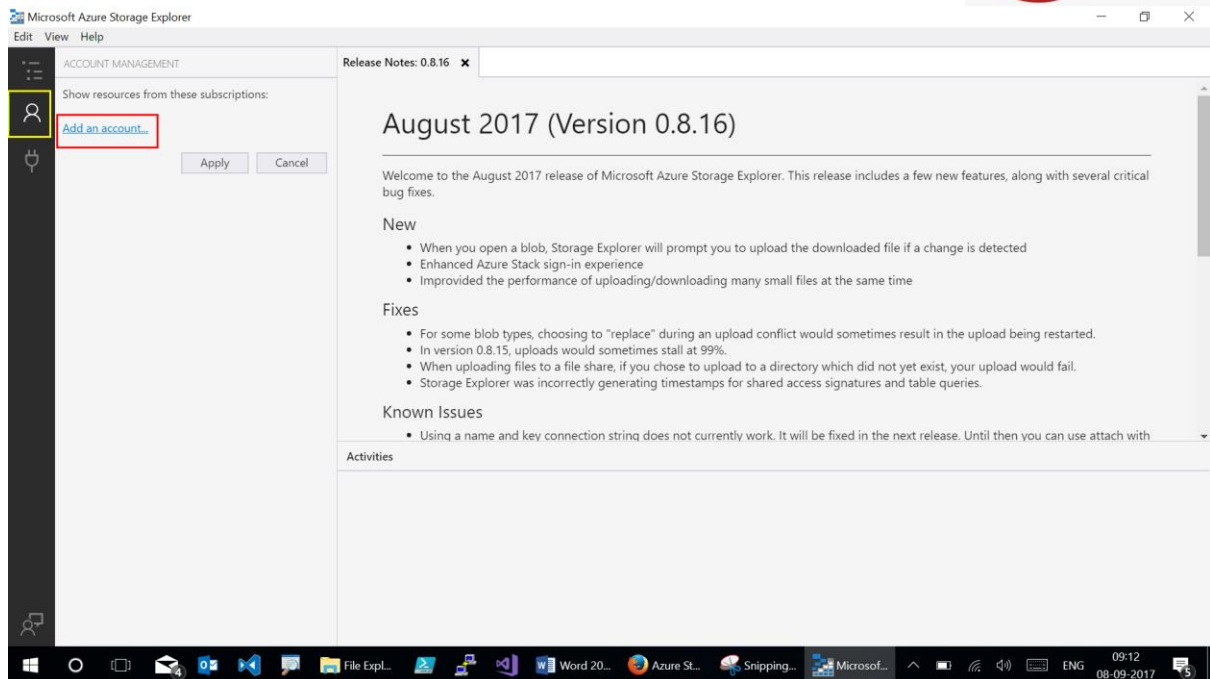 Microsoft Azure Storage Explorer
Edit View Help
ACCOUNT MANAGEMENT
Show resources from these subscriptions:
Add an account...
Apply Cancel
Release Notes: 0.8.16
August 2017 (Version 0.8.16)
Welcome to the August 2017 release of Microsoft Azure Storage Explorer. This release includes a few new features, along with several critical
bug fixes.
New
• When you open a blob, Storage Explorer will prompt you to upload the downloaded file if a change is detected
• Enhanced Azure Stack sign-in experience
• Improvided the performance of uploading/downloading many small files at the same time
Fixes
• For some blob types, choosing to "replace" during an upload conflict would sometimes result in the upload being restarted.
• In version 0.8.15, uploads would sometimes stall at 99%.
• When uploading files to a file share, if you chose to upload to a directory which did not yet exist, your upload would fail.
• Storage Explorer was incorrectly generating timestamps for shared access signatures and table queries.
Known Issues
• Using a name and key connection string does not currently work. It will be fixed in the next release. Until then you can use attach with
Activities
4 File Expl... Word 20... Azure St... Snipping... Microsof... ENG 09:12
08-09-2017 5